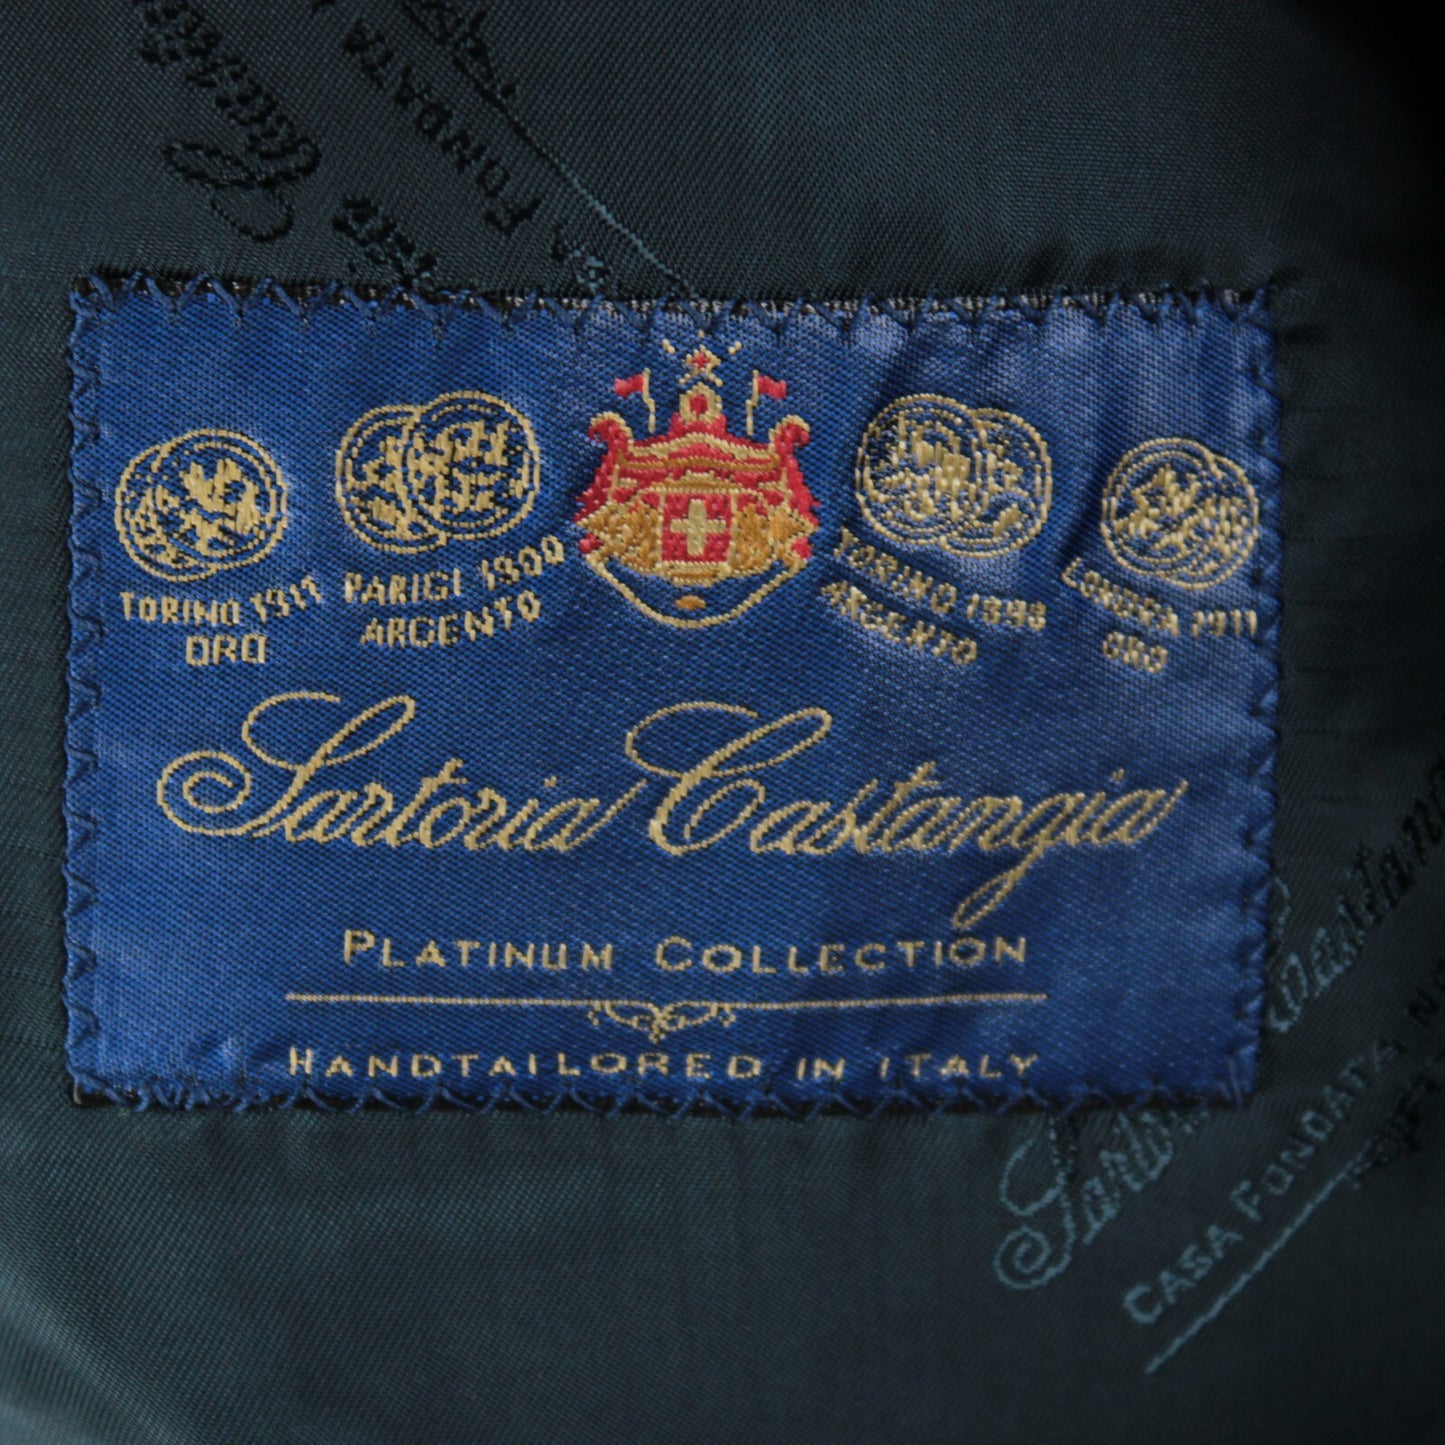 FONDATA
TORINO 1911
ORO
PARIGI 1900
ARGENTO
TORINO 1898
ARGENTO
LONDRA 1911
ORO
Sartoria Castangia
PLATINUM COLLECTION
HANDTAILORED IN ITALY
CASA FONDATA